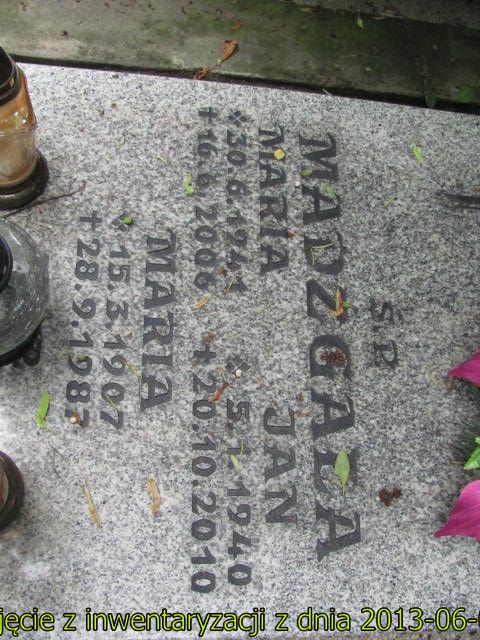 Ś.P.
MADZGAŁA
MARIA JAN
30.6.1941 5.1.1940
16.6.2006 20.10.2010
MARIA
15.3.1907
28.9.1987
jęcie z inwentaryzacji z dnia 2013-06-